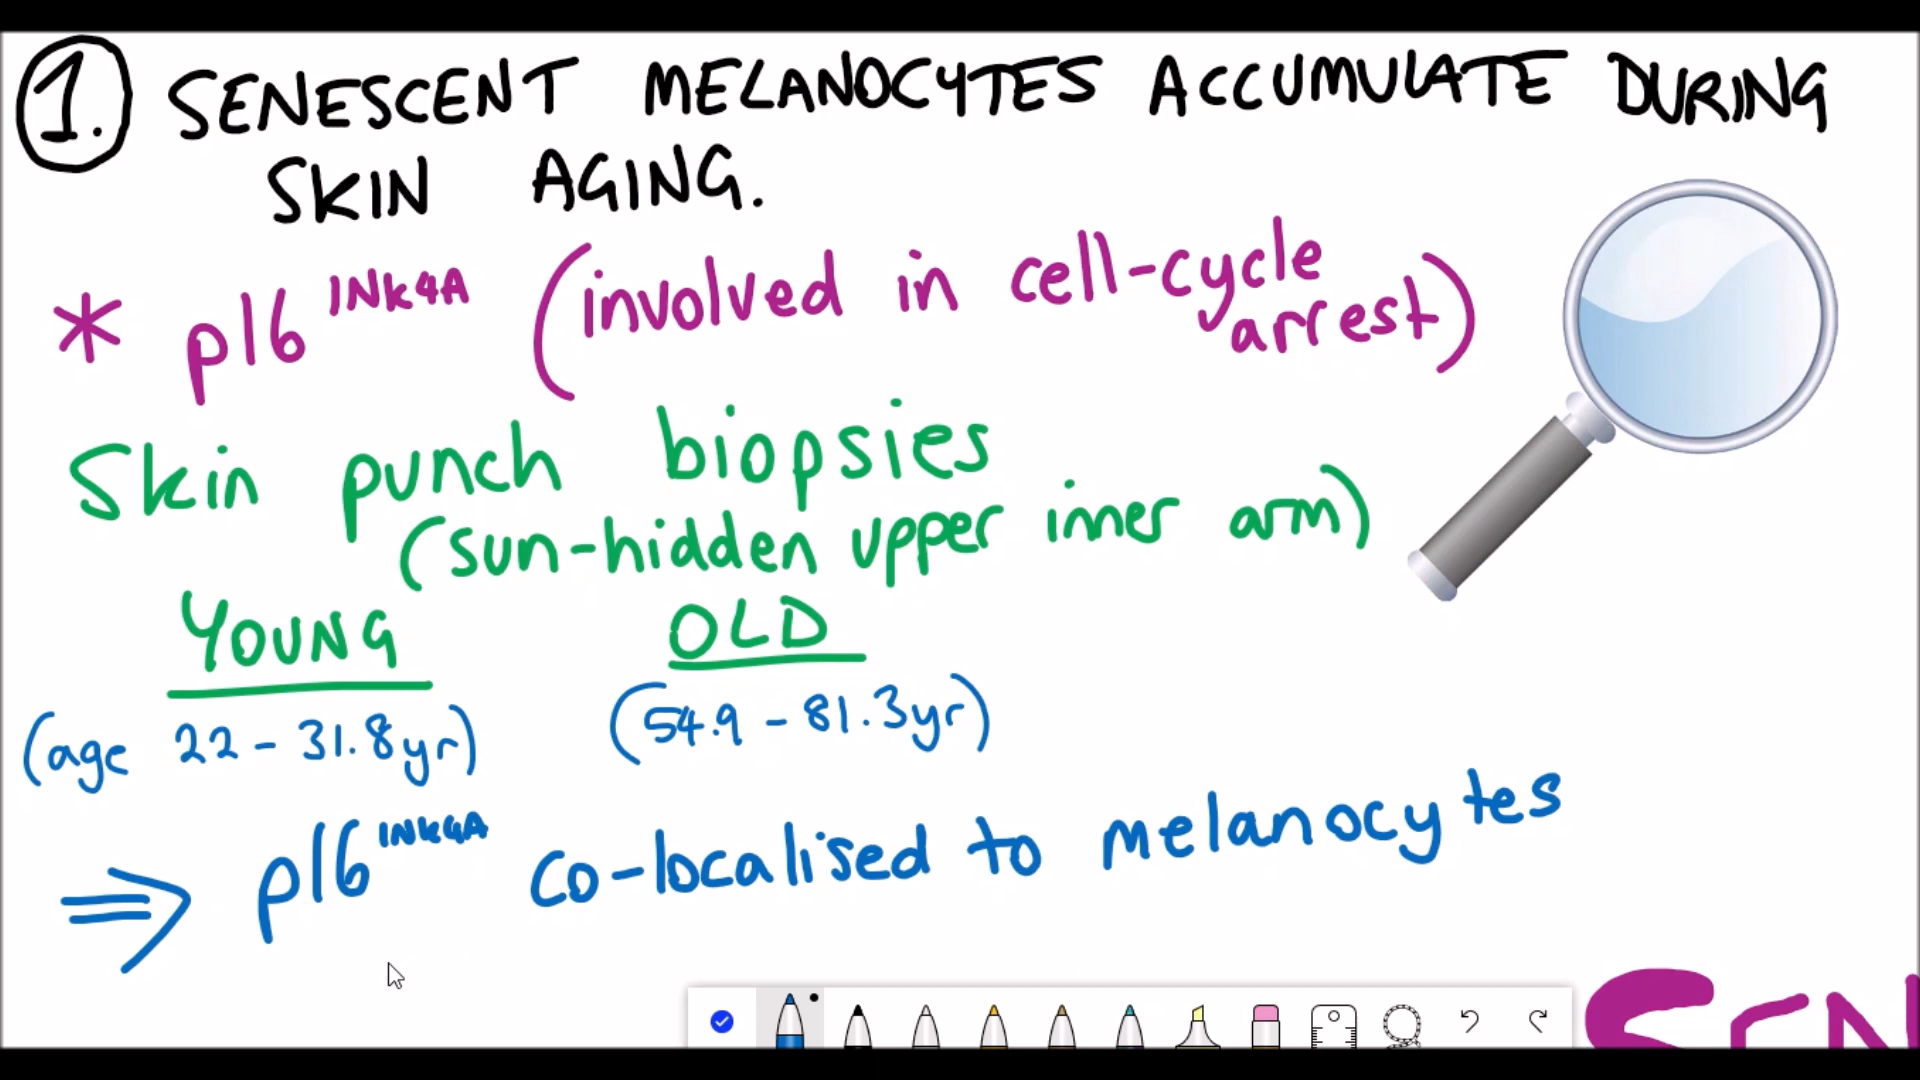 1. SENESCENT MELANOCYTES ACCUMULATE DURING
SKIN AGING.
* p16 INK4A (involved in cell-cycle
arrest)
Skin punch biopsies
(sun-hidden upper inner arm)
YOUNG OLD
(age 22 - 31.8yr) (54.9 - 81.3yr)
⇒ p16 INK4A co-localised to melanocytes